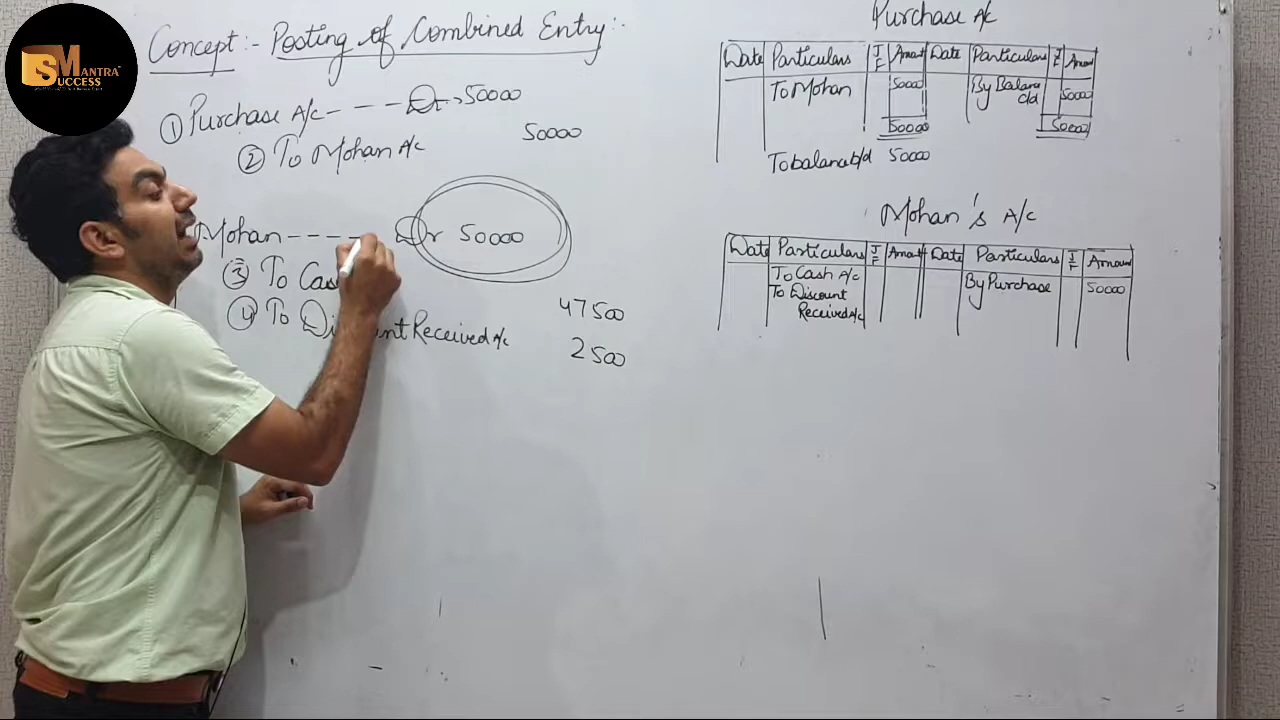 SMANTRA
SUCCESS
Concept:- Posting of Combined Entry:-
① Purchase A/c - - - Dr 50000
② To Mohan A/c 50000
Mohan - - - - Dr 50000
③ To Cas
47500
④ To Discount Received A/c 2500
Purchase A/c
Date Particulars J F Amount Date Particulars J F Amount
To Mohan 50000 By Balance c/d 50000
50000 50000
To balance b/d 50000
Mohan's A/c
Date Particulars J/F Amount Date Particulars J/F Amount
To Cash A/c By Purchase 50000
To Discount
Received A/c